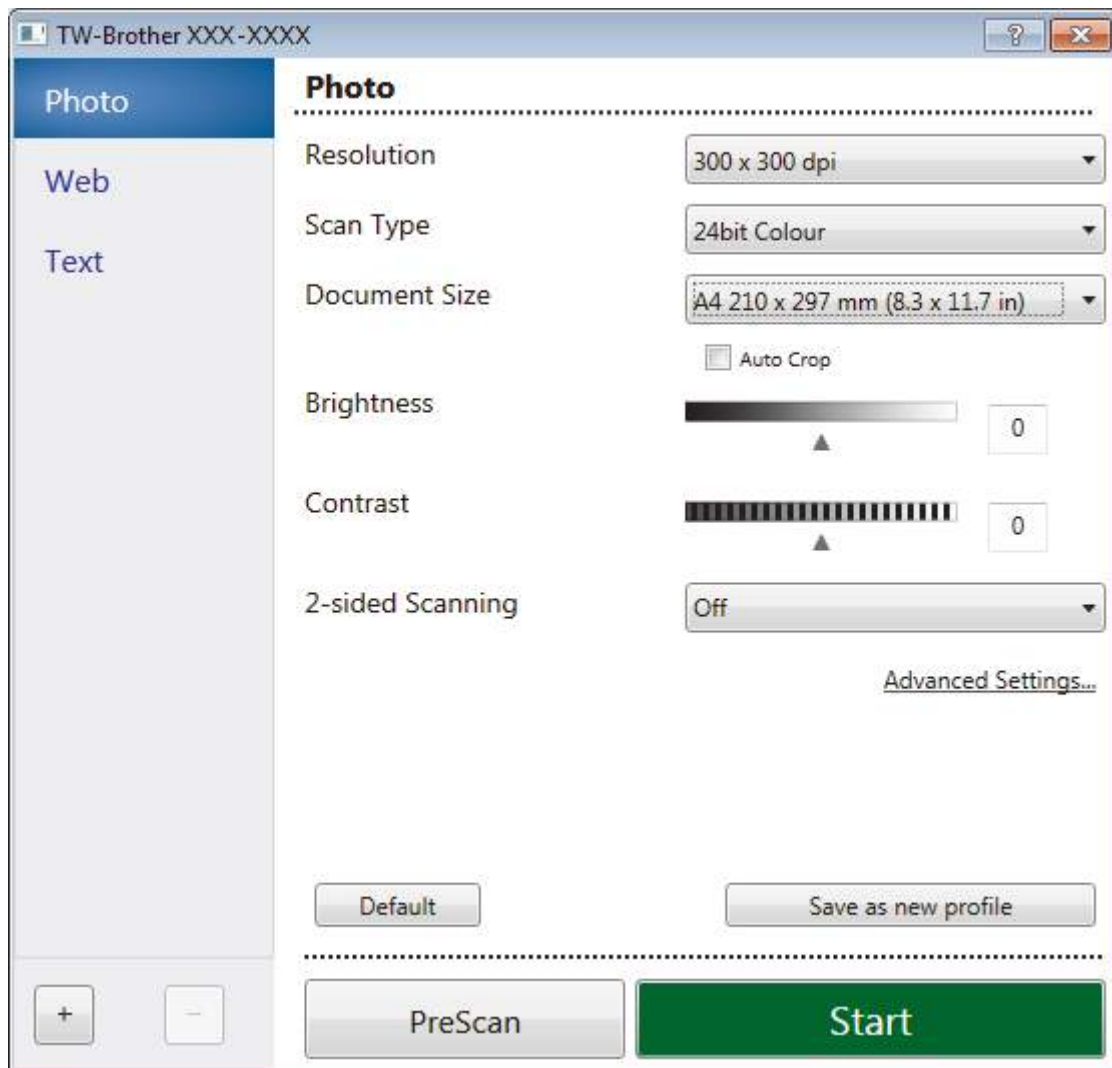 TW-Brother XXX-XXXX
?
Photo
Web
Text
Photo
Resolution
300 x 300 dpi
Scan Type
24bit Colour
Document Size
A4 210 x 297 mm (8.3 x 11.7 in)
Auto Crop
Brightness
0
Contrast
0
2-sided Scanning
Off
Advanced Settings...
Default
Save as new profile
+
−
PreScan
Start